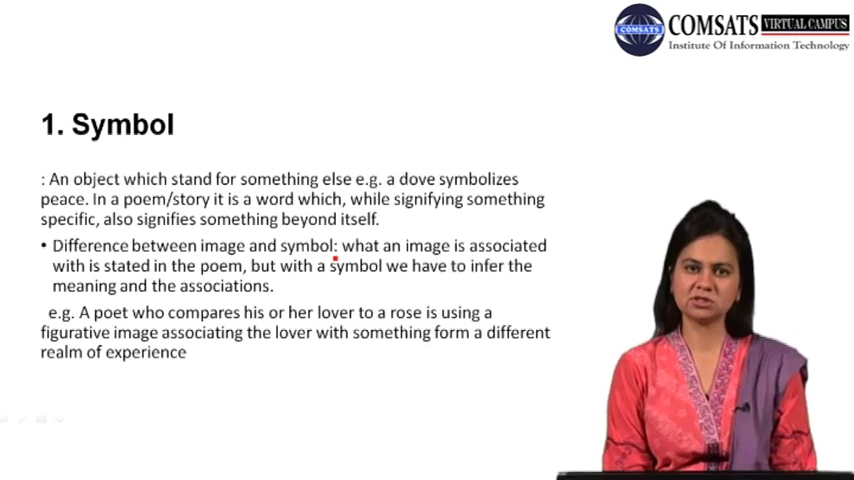 COMSATS
COMSATS VIRTUAL CAMPUS
Institute Of Information Technology
1. Symbol
: An object which stand for something else e.g. a dove symbolizes
peace. In a poem/story it is a word which, while signifying something
specific, also signifies something beyond itself.
• Difference between image and symbol: what an image is associated
with is stated in the poem, but with a symbol we have to infer the
meaning and the associations.
e.g. A poet who compares his or her lover to a rose is using a
figurative image associating the lover with something form a different
realm of experience